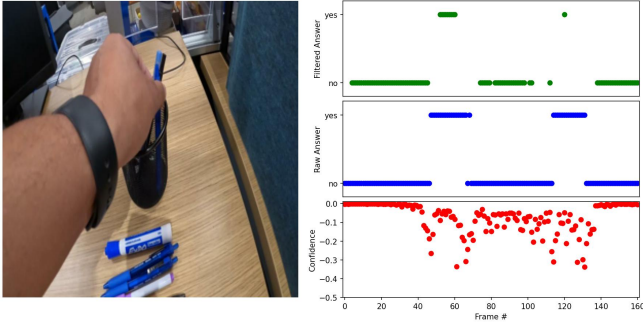 Filtered Answer
yes
no
Raw Answer
yes
no
Confidence
0.0
−0.1
−0.2
−0.3
−0.4
−0.5
0
20
40
60
80
100
120
140
160
Frame #